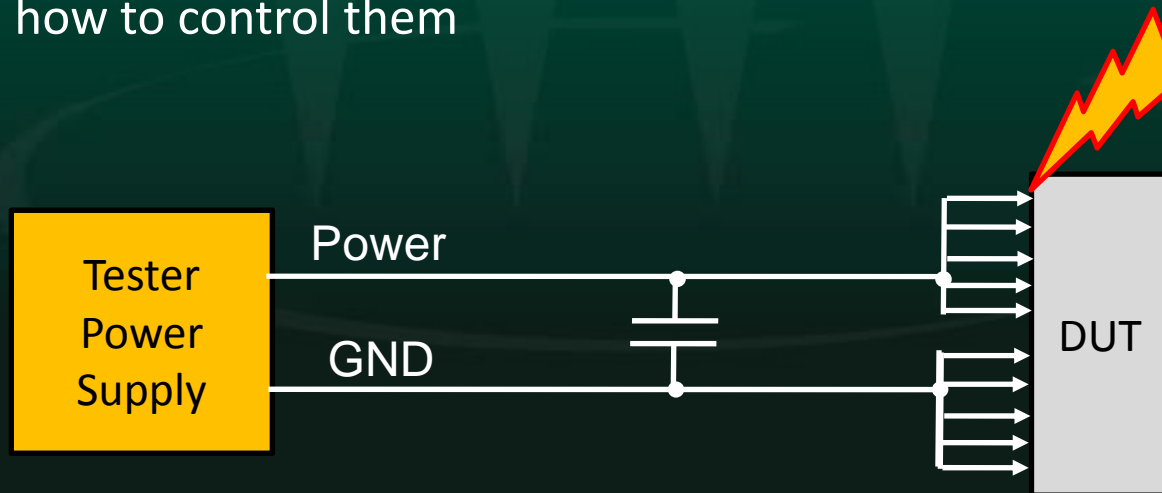 how to control them
Power
Tester
Power
Supply
GND
DUT